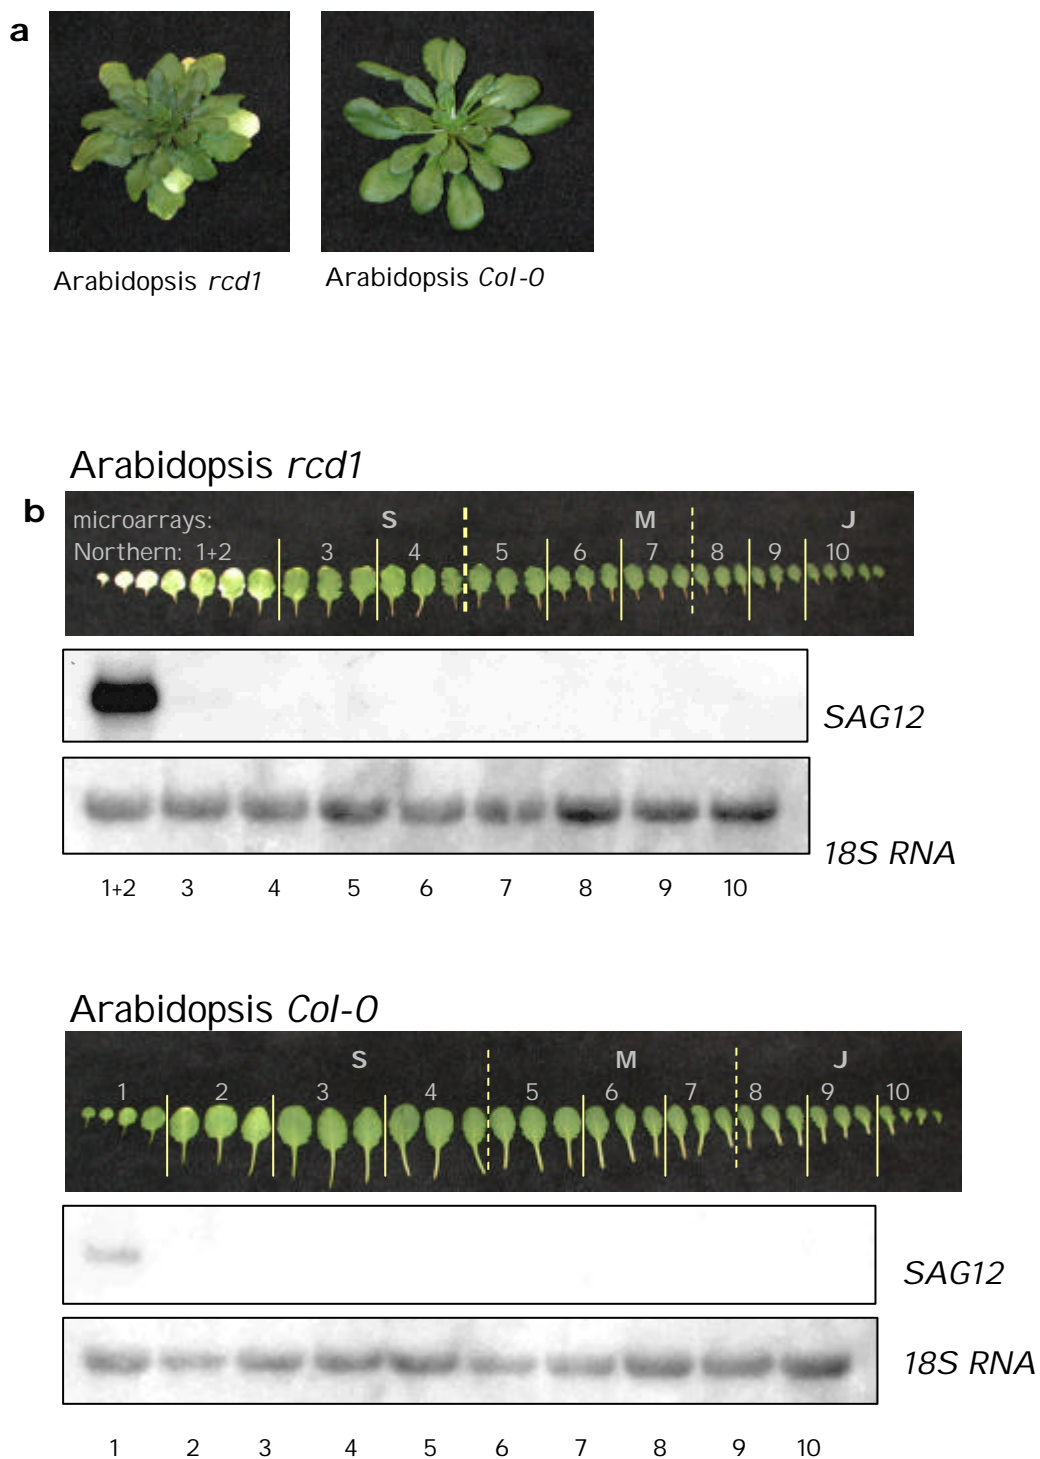 a
Arabidopsis rcd1
Arabidopsis Col-0
Arabidopsis rcd1
b
microarrays: S M J
Northern: 1+2 3 4 5 6 7 8 9 10
SAG12
18S RNA
1+2 3 4 5 6 7 8 9 10
Arabidopsis Col-0
S M J
1 2 3 4 5 6 7 8 9 10
SAG12
18S RNA
1 2 3 4 5 6 7 8 9 10